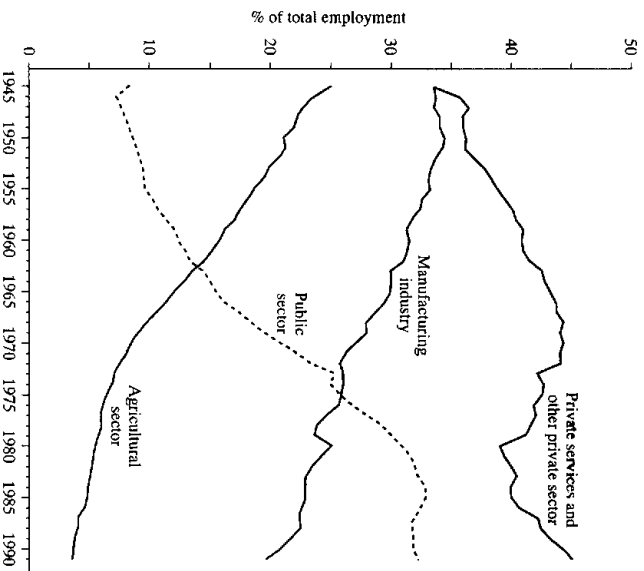 % of total employment
0
10
20
30
40
50
1945
1950
1955
1960
1965
1970
1975
1980
1985
1990
Private services and
other private sector
Manufacturing
industry
Public
sector
Agricultural
sector